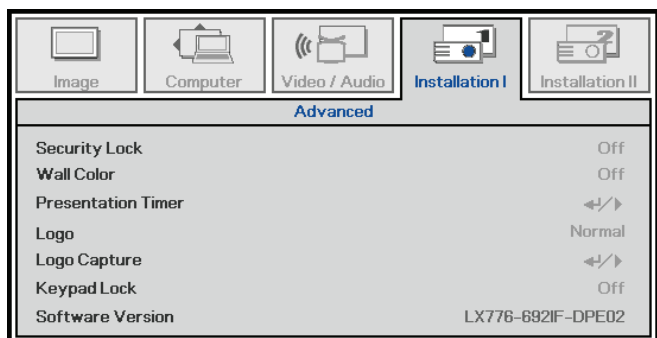 Image Computer Video / Audio Installation I Installation II
Advanced
Security Lock Off
Wall Color Off
Presentation Timer ↵/▶
Logo Normal
Logo Capture ↵/▶
Keypad Lock Off
Software Version LX776-692IF-DPE02